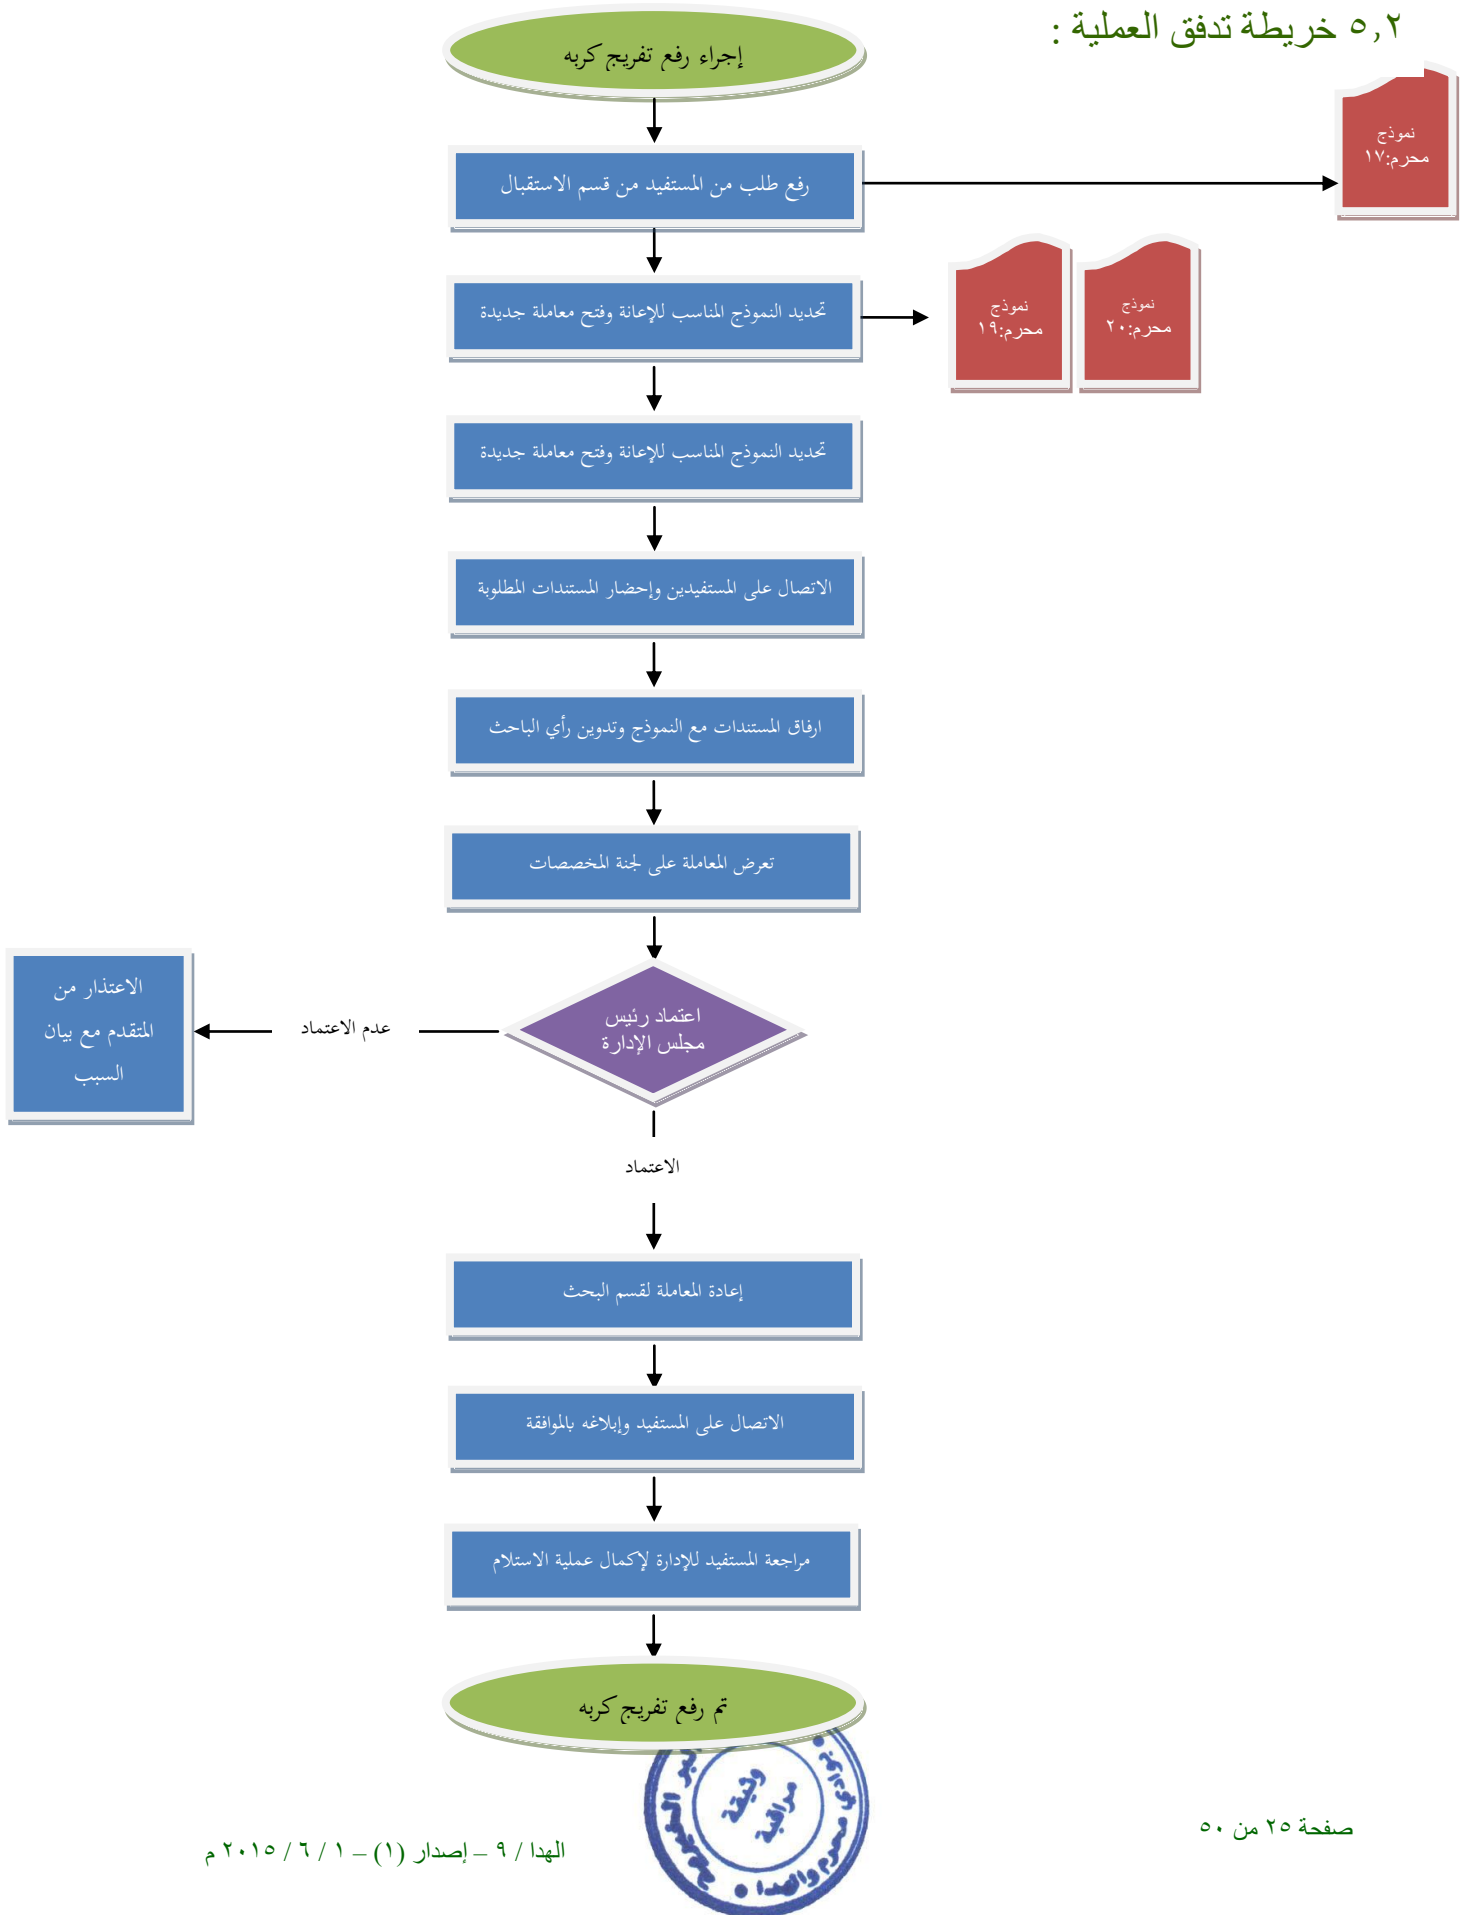 ٥,٢ خريطة تدفق العملية :
إجراء رفع تفريج كربه
رفع طلب من المستفيد من قسم الاستقبال
نموذج
محرم:١٧
تحديد النموذج المناسب للإعانة وفتح معاملة جديدة
نموذج
محرم:١٩
نموذج
محرم:٢٠
تحديد النموذج المناسب للإعانة وفتح معاملة جديدة
الاتصال على المستفيدين وإحضار المستندات المطلوبة
ارفاق المستندات مع النموذج وتدوين رأي الباحث
تعرض المعاملة على لجنة المخصصات
اعتماد رئيس
مجلس الإدارة
عدم الاعتماد
الاعتذار من
المتقدم مع بيان
السبب
الاعتماد
إعادة المعاملة لقسم البحث
الاتصال على المستفيد وإبلاغه بالموافقة
مراجعة المستفيد للإدارة لإكمال عملية الاستلام
تم رفع تفريج كربه
وثيقة
مراقبة
صفحة ٢٥ من ٥٠
الهدا / ٩ – إصدار (١) – ١ / ٦ / ٢٠١٥ م